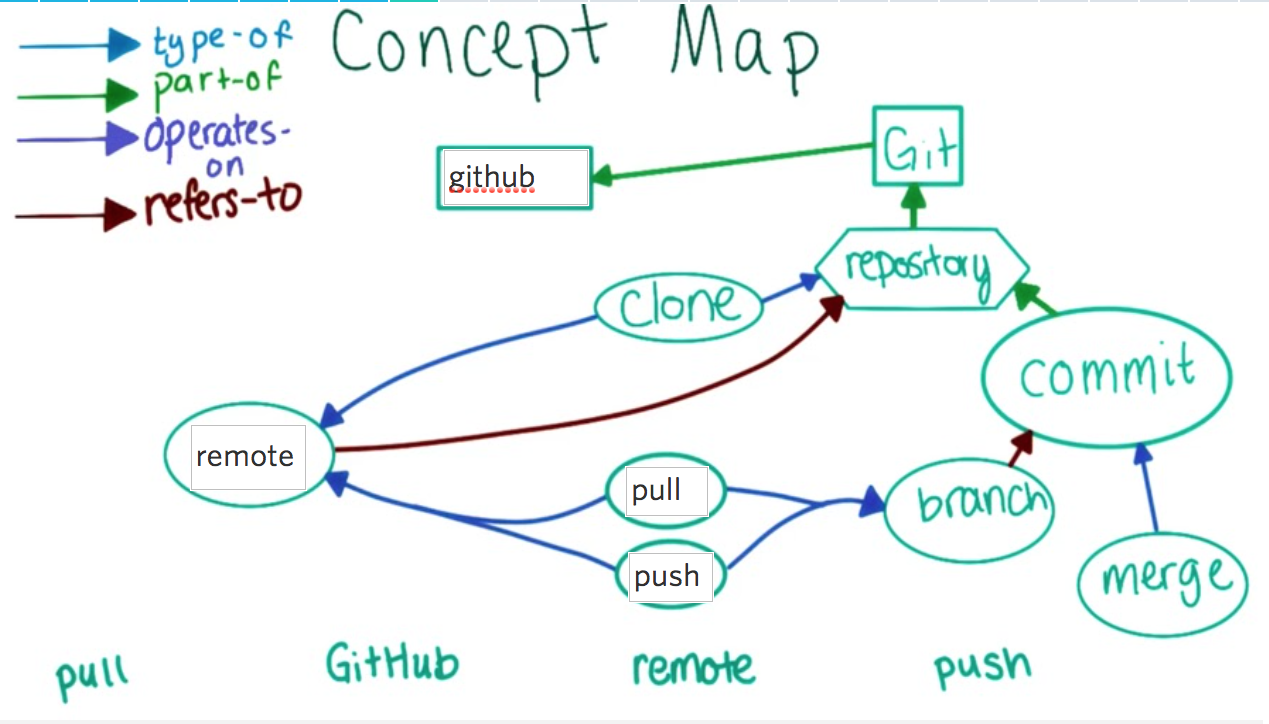 type-of
Concept Map
part-of
operates-
on
refers-to
Git
github
repository
Clone
commit
remote
pull
branch
push
merge
pull
GitHub
remote
push